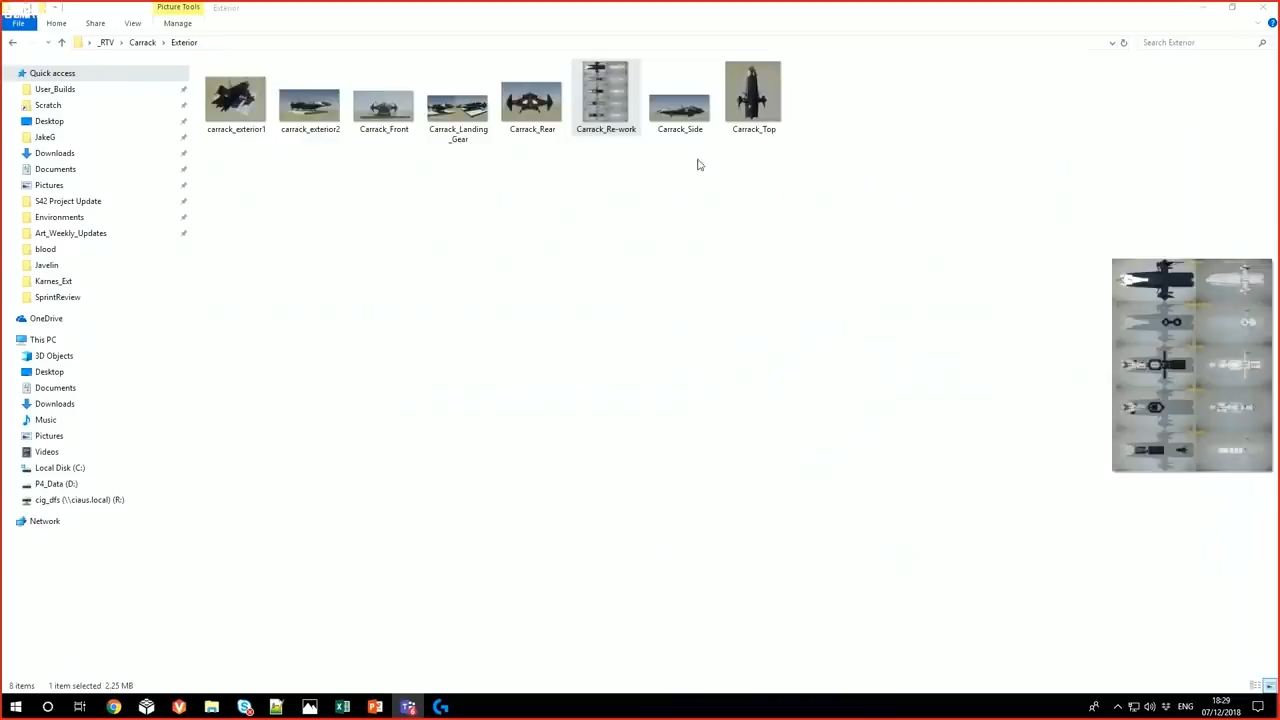 Picture Tools
Exterior
File
Home
Share
View
Manage
_RTV
Carrack
Exterior
Search Exterior
Quick access
User_Builds
Scratch
Desktop
JakeG
Downloads
Documents
Pictures
S42 Project Update
Environments
Art_Weekly_Updates
blood
Javelin
Karnes_Ext
SprintReview
OneDrive
This PC
3D Objects
Desktop
Documents
Downloads
Music
Pictures
Videos
Local Disk (C:)
P4_Data (D:)
cig_dfs (\\ciaus.local) (R:)
Network
carrack_exterior1
carrack_exterior2
Carrack_Front
Carrack_Landing
_Gear
Carrack_Rear
Carrack_Re-work
Carrack_Side
Carrack_Top
8 items
1 item selected 2.25 MB
ENG
18:29
07/12/2018